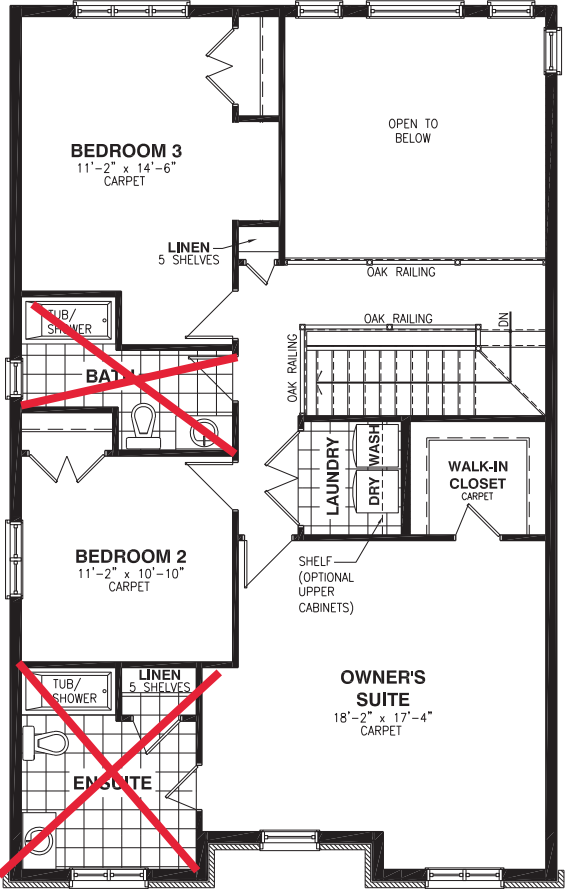 OPEN TO
BELOW
BEDROOM 3
11'-2" x 14'-6"
CARPET
LINEN
5 SHELVES
OAK RAILING
TUB/
SHOWER
OAK RAILING
DN
OAK RAILING
BATH
LAUNDRY
WASH
DRY
WALK-IN
CLOSET
CARPET
BEDROOM 2
11'-2" x 10'-10"
CARPET
SHELF
(OPTIONAL
UPPER
CABINETS)
LINEN
5 SHELVES
TUB/
SHOWER
OWNER'S
SUITE
18'-2" x 17'-4"
CARPET
ENSUITE